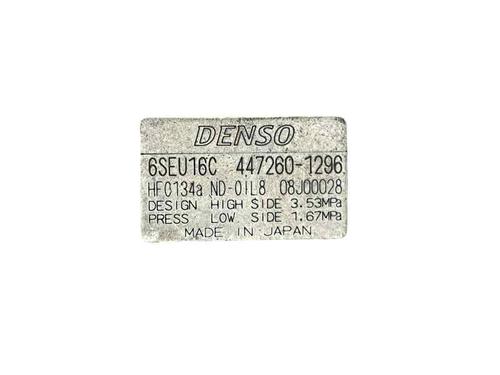 DENSO
6SEU16C 447260-1296
HFC134a ND-OIL8 08J00028
DESIGN HIGH SIDE 3.53MPa
PRESS LOW SIDE 1.67MPa
MADE IN JAPAN